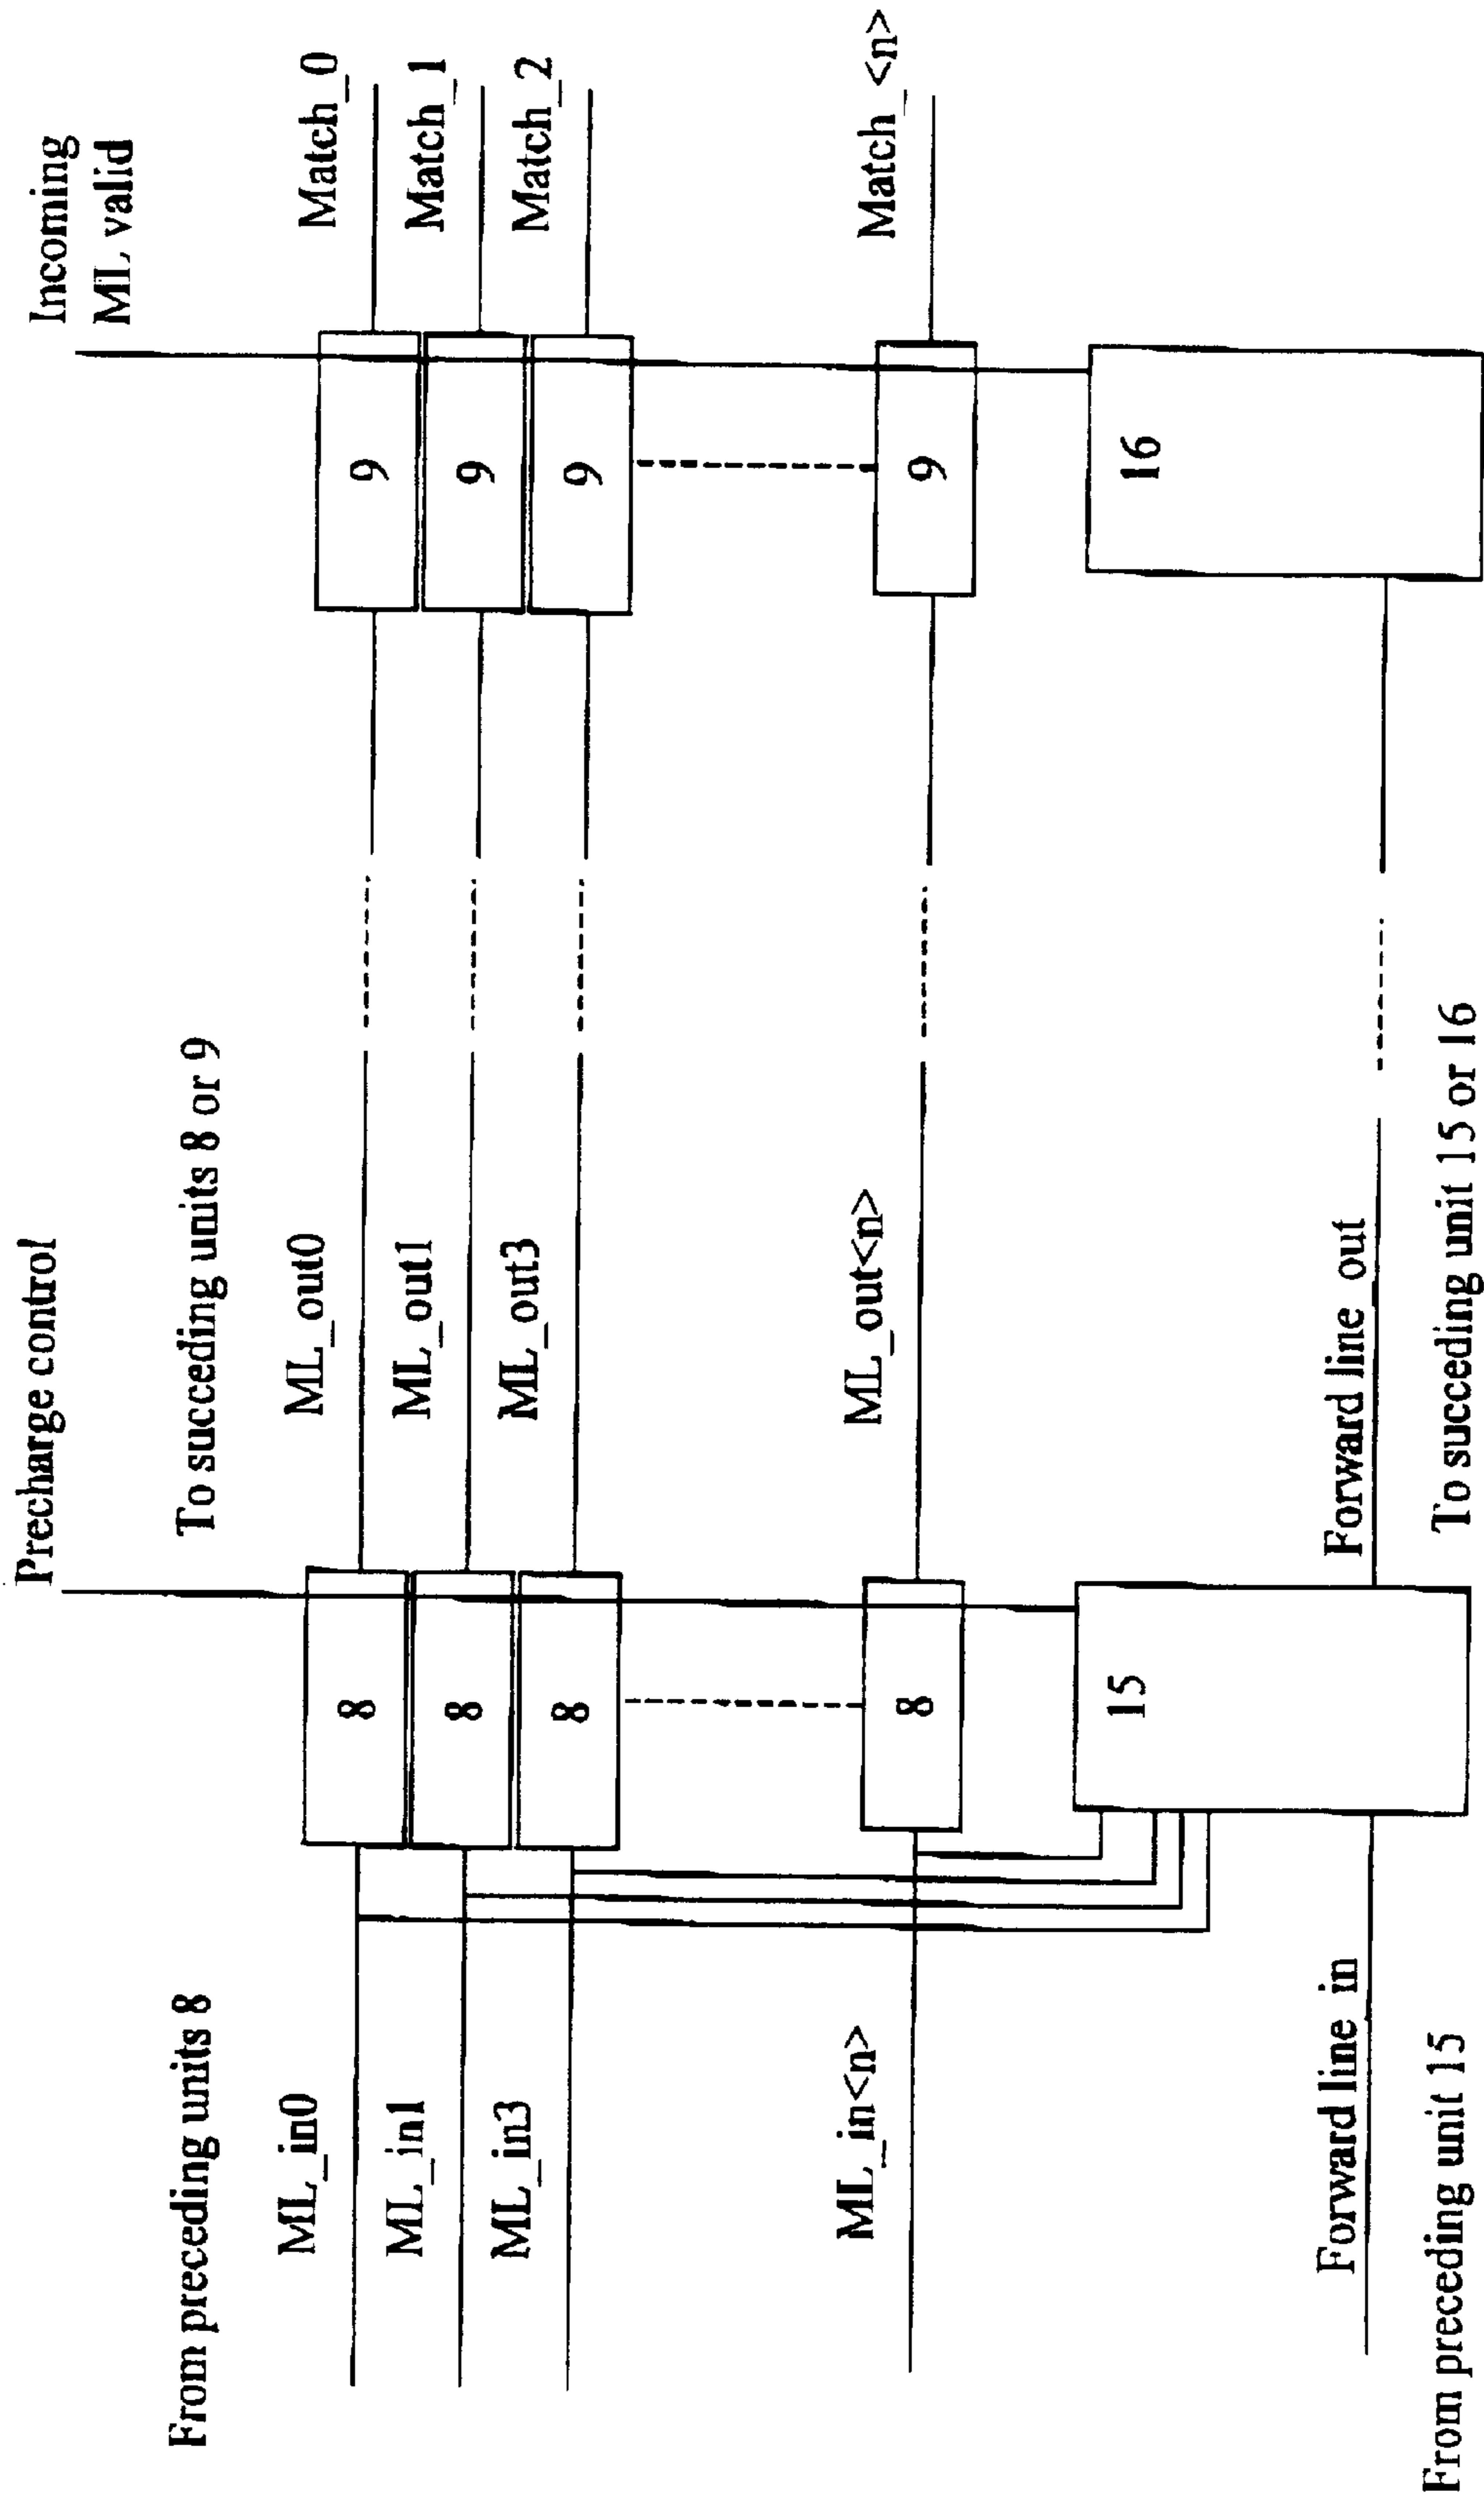 Precharge control
Incoming
ML valid
From preceding units 8
To succeding units 8 or 9
ML_in0
ML_out0
Match_0
8
9
ML_in1
ML_out1
Match_1
8
9
ML_in3
ML_out3
Match_2
8
9
ML_in<n>
ML_out<n>
Match_<n>
8
9
15
16
Forward line_in
Forward line_out
From preceding unit 15
To succeding unit 15 or 16